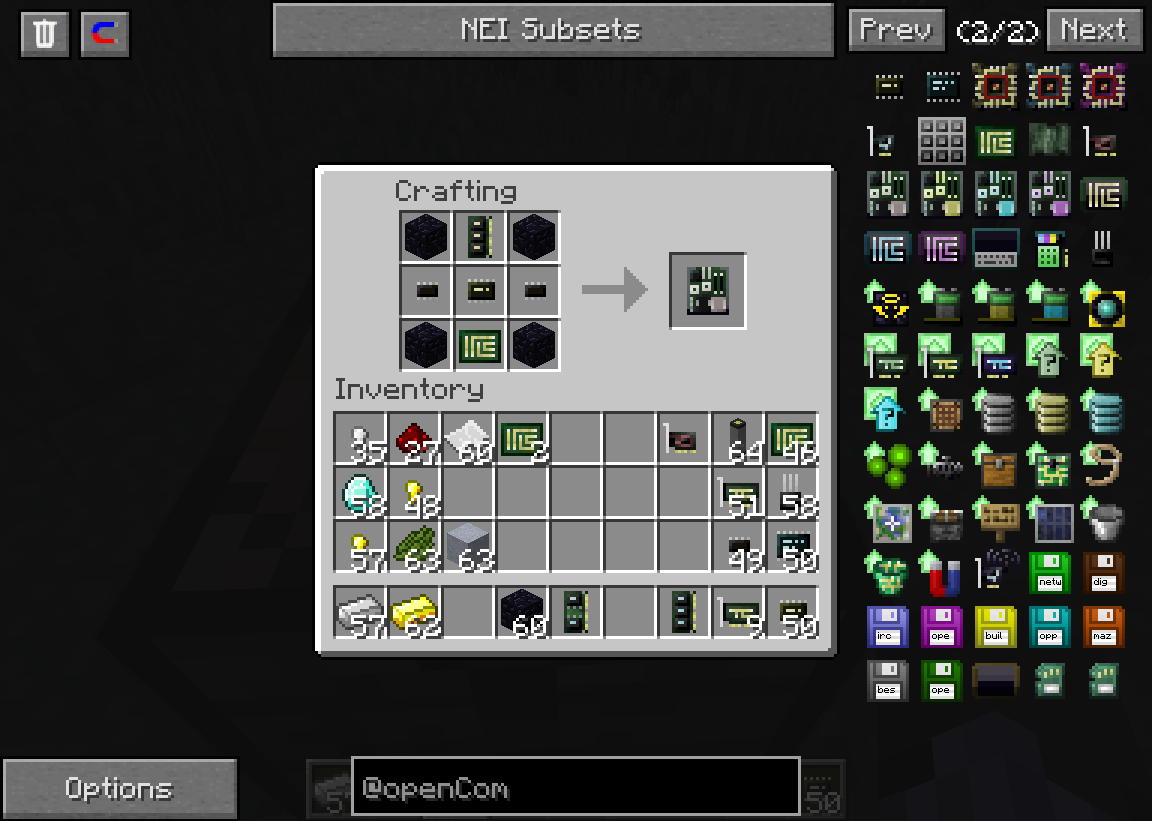 NEI Subsets
Prev
(2/2)
Next
Crafting
Inventory
35
27
60
2
64
46
58
48
51
58
57
63
63
49
50
57
62
60
9
50
netw
dig
irc
ope
buil
opp
maz
bes
ope
Options
5
@openCom
50